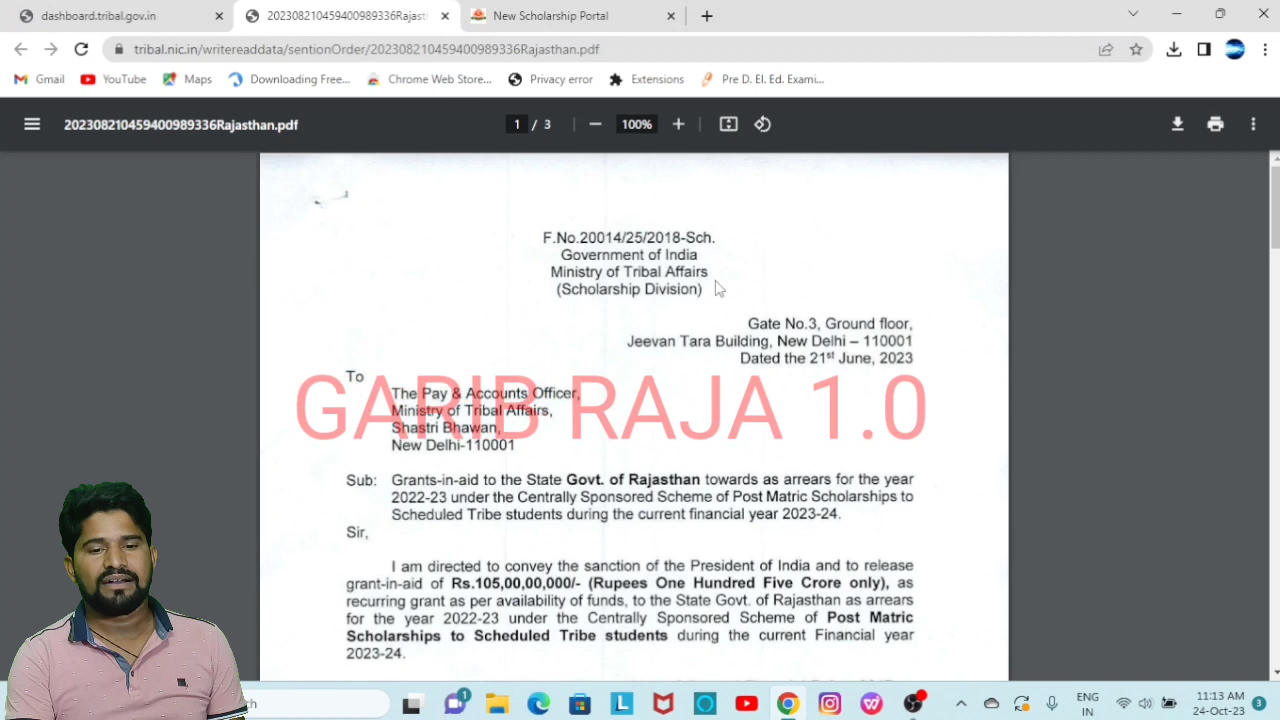 dashboard.tribal.gov.in
202308210459400989336Rajasth
New Scholarship Portal
tribal.nic.in/writereaddata/sentionOrder/202308210459400989336Rajasthan.pdf
Gmail
YouTube
Maps
Downloading Free...
Chrome Web Store...
Privacy error
Extensions
Pre D. El. Ed. Exami...
202308210459400989336Rajasthan.pdf
1 / 3
100%
F.No.20014/25/2018-Sch.
Government of India
Ministry of Tribal Affairs
(Scholarship Division)
Gate No.3, Ground floor,
Jeevan Tara Building, New Delhi – 110001
Dated the 21st June, 2023
To
The Pay & Accounts Officer,
Ministry of Tribal Affairs,
Shastri Bhawan,
New Delhi-110001
GARIB RAJA 1.0
Sub: Grants-in-aid to the State Govt. of Rajasthan towards as arrears for the year
2022-23 under the Centrally Sponsored Scheme of Post Matric Scholarships to
Scheduled Tribe students during the current financial year 2023-24.
Sir,
I am directed to convey the sanction of the President of India and to release
grant-in-aid of Rs.105,00,00,000/- (Rupees One Hundred Five Crore only), as
recurring grant as per availability of funds, to the State Govt. of Rajasthan as arrears
for the year 2022-23 under the Centrally Sponsored Scheme of Post Matric
Scholarships to Scheduled Tribe students during the current Financial year
2023-24.
ch
1
L
ENG
IN
11:13 AM
24-Oct-23
3